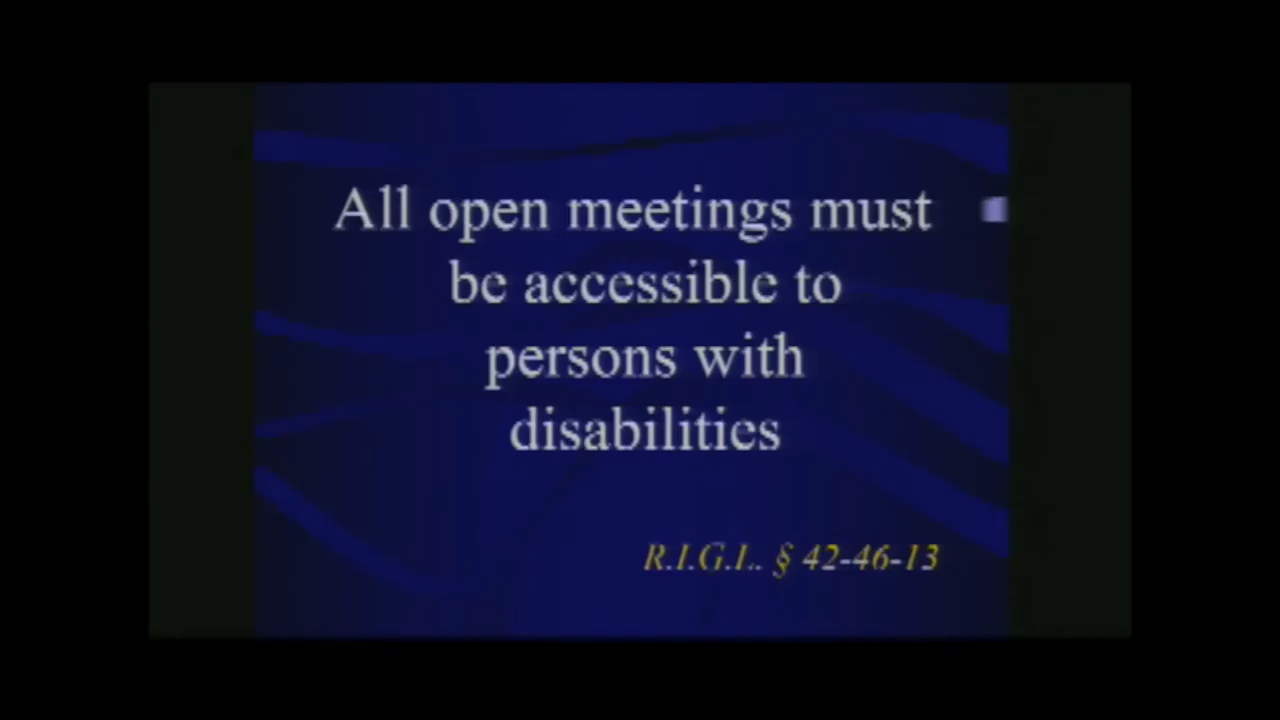 All open meetings must
be accessible to
persons with
disabilities
R.I.G.L. § 42-46-13